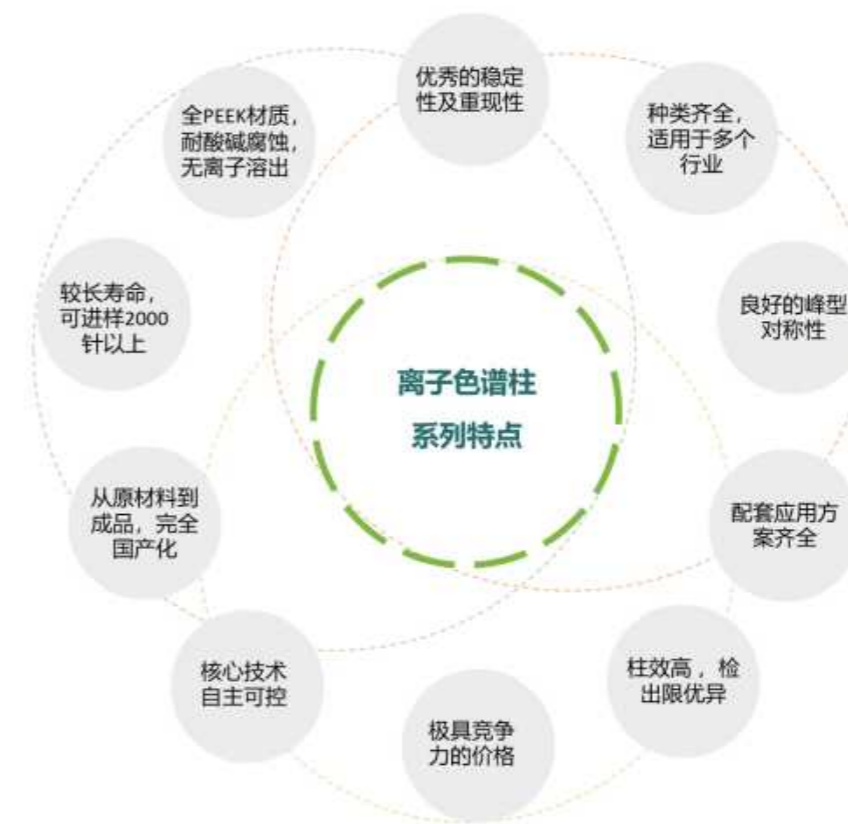 优秀的稳定
性及重现性
全PEEK材质，
耐酸碱腐蚀，
无离子溶出
种类齐全，
适用于多个
行业
较长寿命，
可进样2000
针以上
良好的峰型
对称性
离子色谱柱
系列特点
从原材料到
成品，完全
国产化
配套应用方
案齐全
核心技术
自主可控
柱效高 ，检
出限优异
极具竞争
力的价格